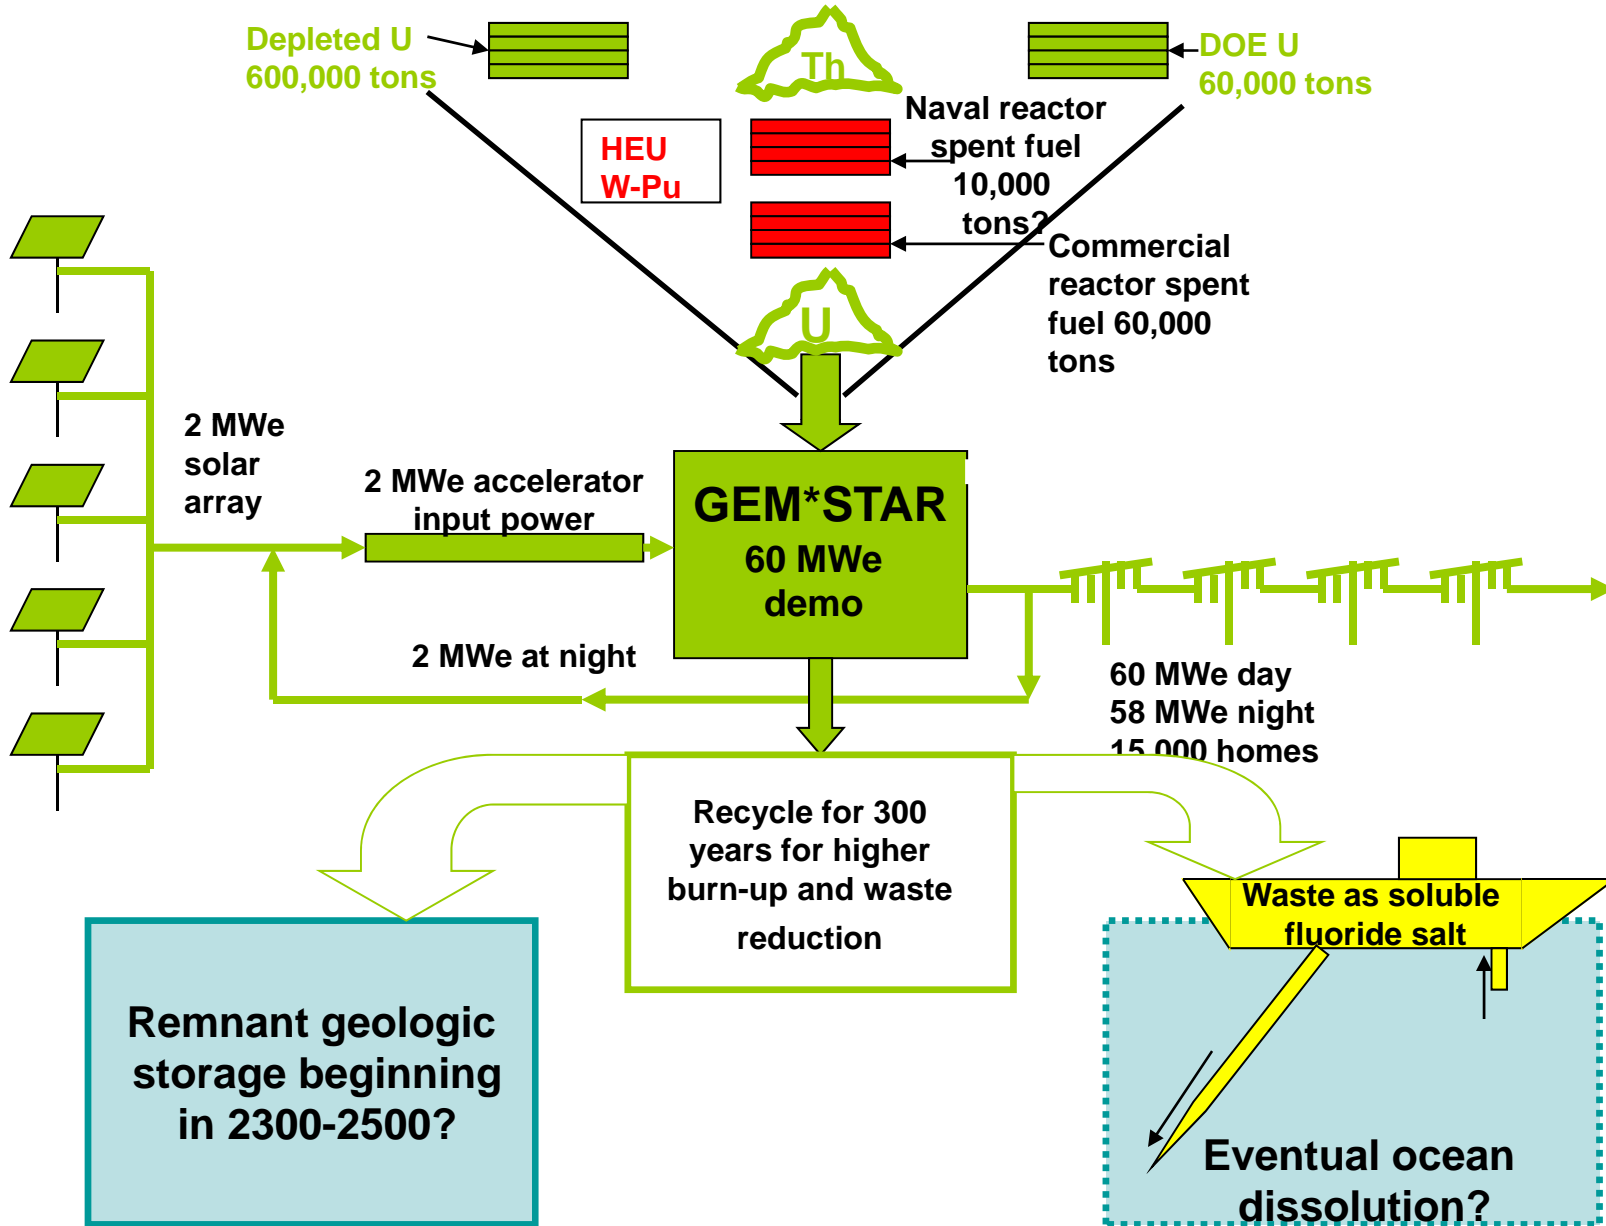 Depleted U
600,000 tons
Th
DOE U
60,000 tons
HEU
W-Pu
Naval reactor
spent fuel
10,000
tons?
Commercial
reactor spent
fuel 60,000
tons
U
2 MWe
solar
array
2 MWe accelerator
input power
GEM*STAR
60 MWe
demo
2 MWe at night
60 MWe day
58 MWe night
15,000 homes
Recycle for 300
years for higher
burn-up and waste
reduction
Waste as soluble
fluoride salt
Remnant geologic
storage beginning
in 2300-2500?
Eventual ocean
dissolution?